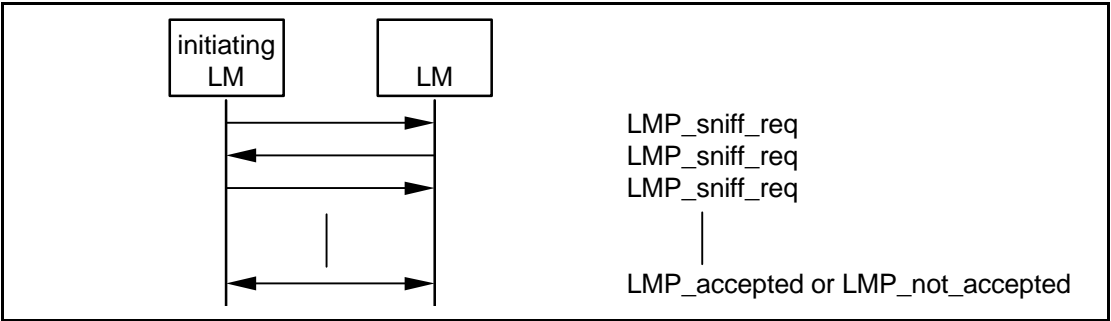 initiating
LM
LM
LMP_sniff_req
LMP_sniff_req
LMP_sniff_req
LMP_accepted or LMP_not_accepted